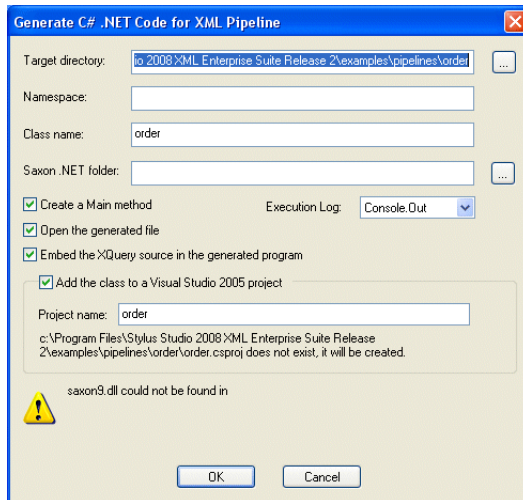 Generate C# .NET Code for XML Pipeline
Target directory: io 2008 XML Enterprise Suite Release 2\examples\pipelines\order ...
Namespace:
Class name: order
Saxon .NET folder: ...
Create a Main method Execution Log: Console.Out
Open the generated file
Embed the XQuery source in the generated program
Add the class to a Visual Studio 2005 project
Project name: order
c:\Program Files\Stylus Studio 2008 XML Enterprise Suite Release
2\examples\pipelines\order\order.csproj does not exist, it will be created.
saxon9.dll could not be found in
OK Cancel